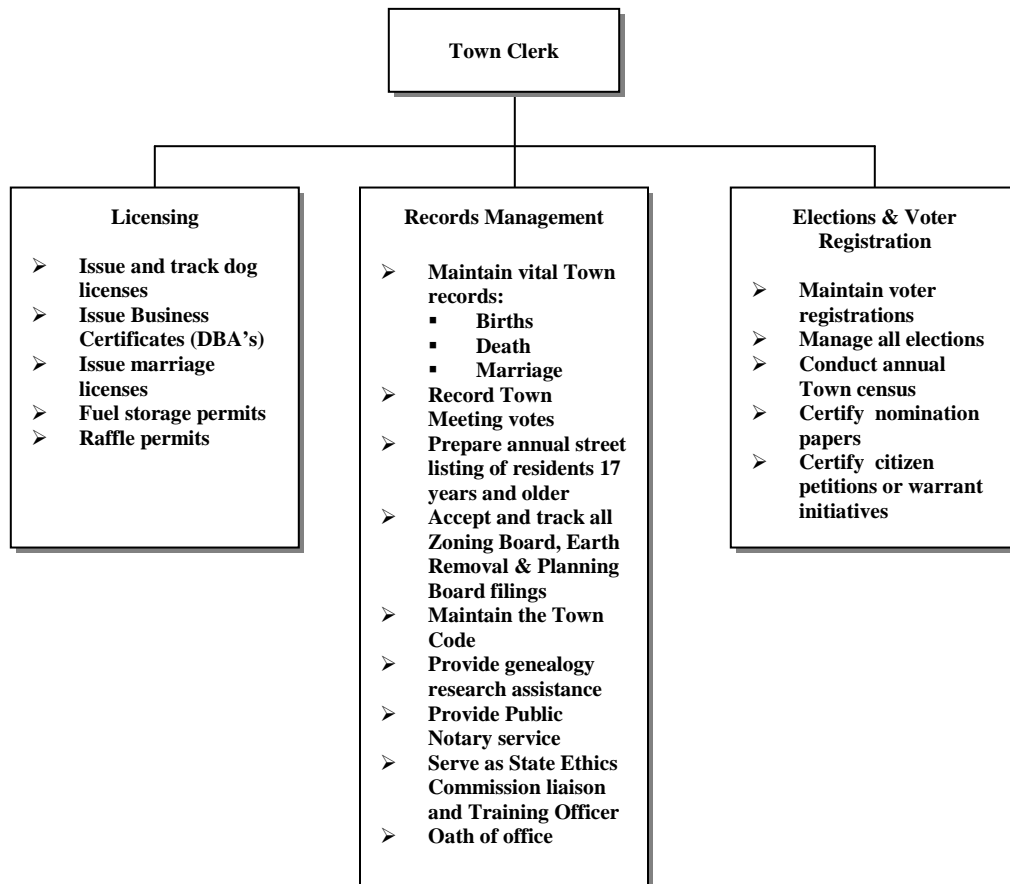 Town Clerk
Licensing
➢ Issue and track dog
licenses
➢ Issue Business
Certificates (DBA’s)
➢ Issue marriage
licenses
➢ Fuel storage permits
➢ Raffle permits
Records Management
➢ Maintain vital Town
records:
▪ Births
▪ Death
▪ Marriage
➢ Record Town
Meeting votes
➢ Prepare annual street
listing of residents 17
years and older
➢ Accept and track all
Zoning Board, Earth
Removal & Planning
Board filings
➢ Maintain the Town
Code
➢ Provide genealogy
research assistance
➢ Provide Public
Notary service
➢ Serve as State Ethics
Commission liaison
and Training Officer
➢ Oath of office
Elections & Voter
Registration
➢ Maintain voter
registrations
➢ Manage all elections
➢ Conduct annual
Town census
➢ Certify nomination
papers
➢ Certify citizen
petitions or warrant
initiatives